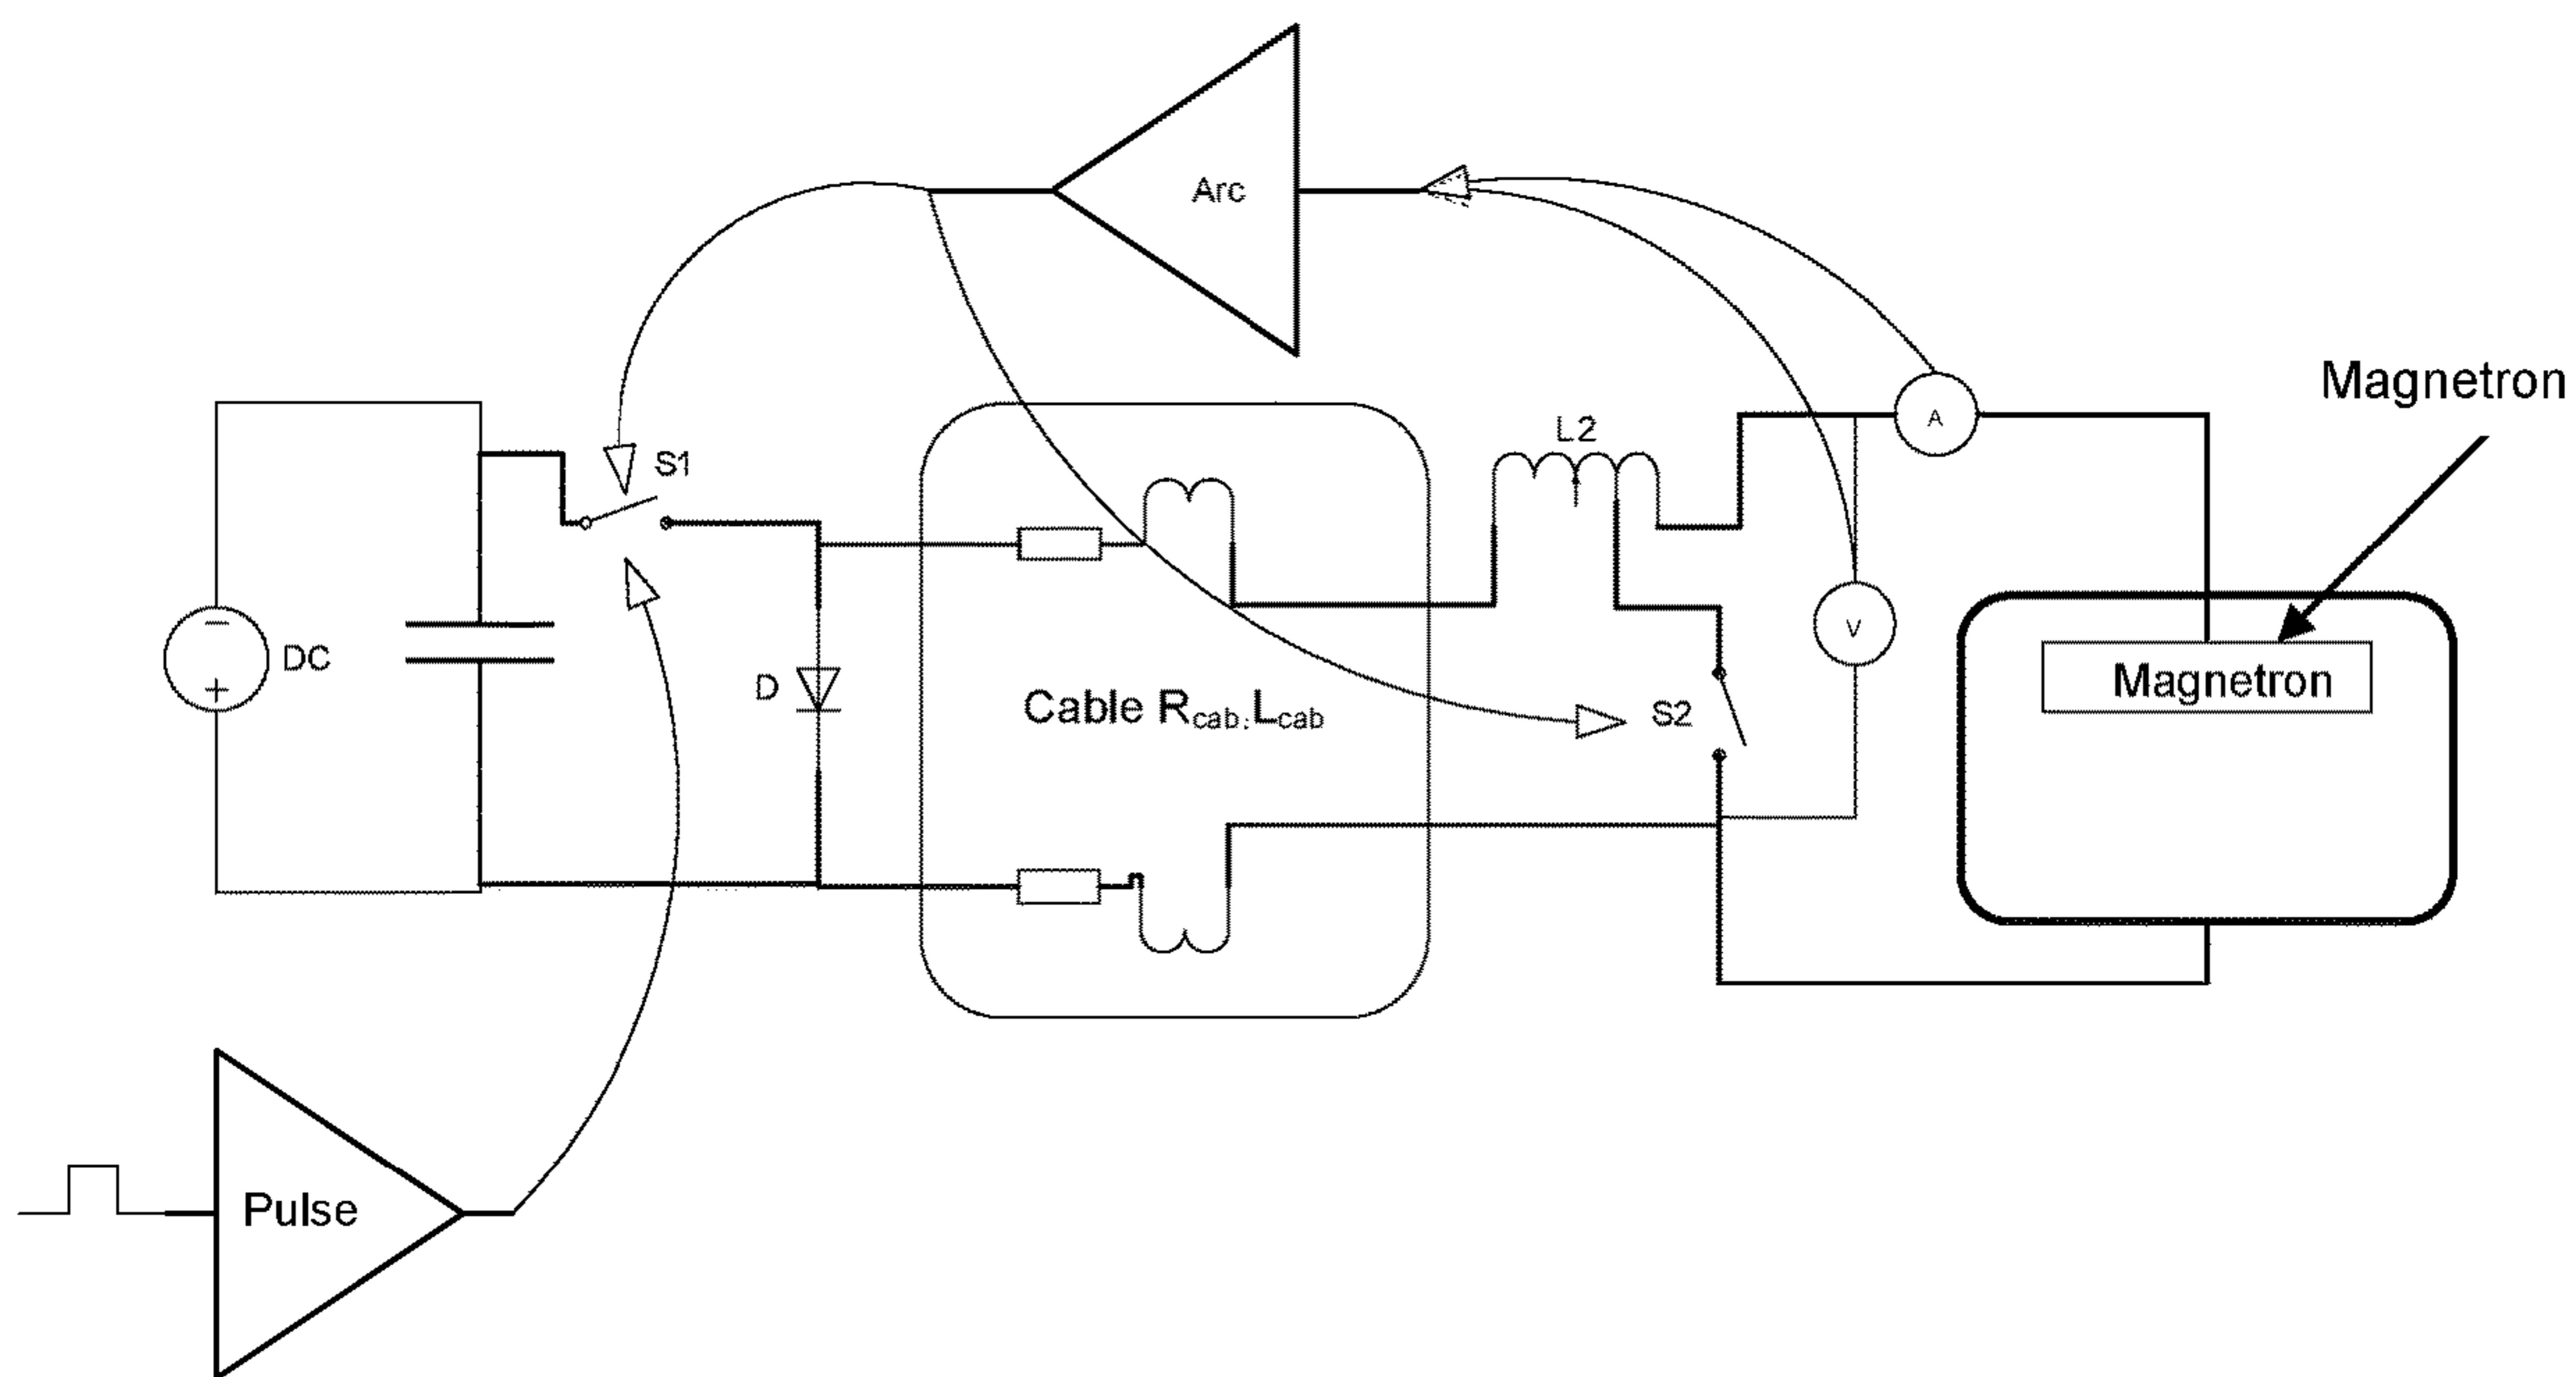 Arc
Magnetron
A
L2
S1
V
− DC
+
D
Cable Rcab. Lcab
S2
Magnetron
Pulse